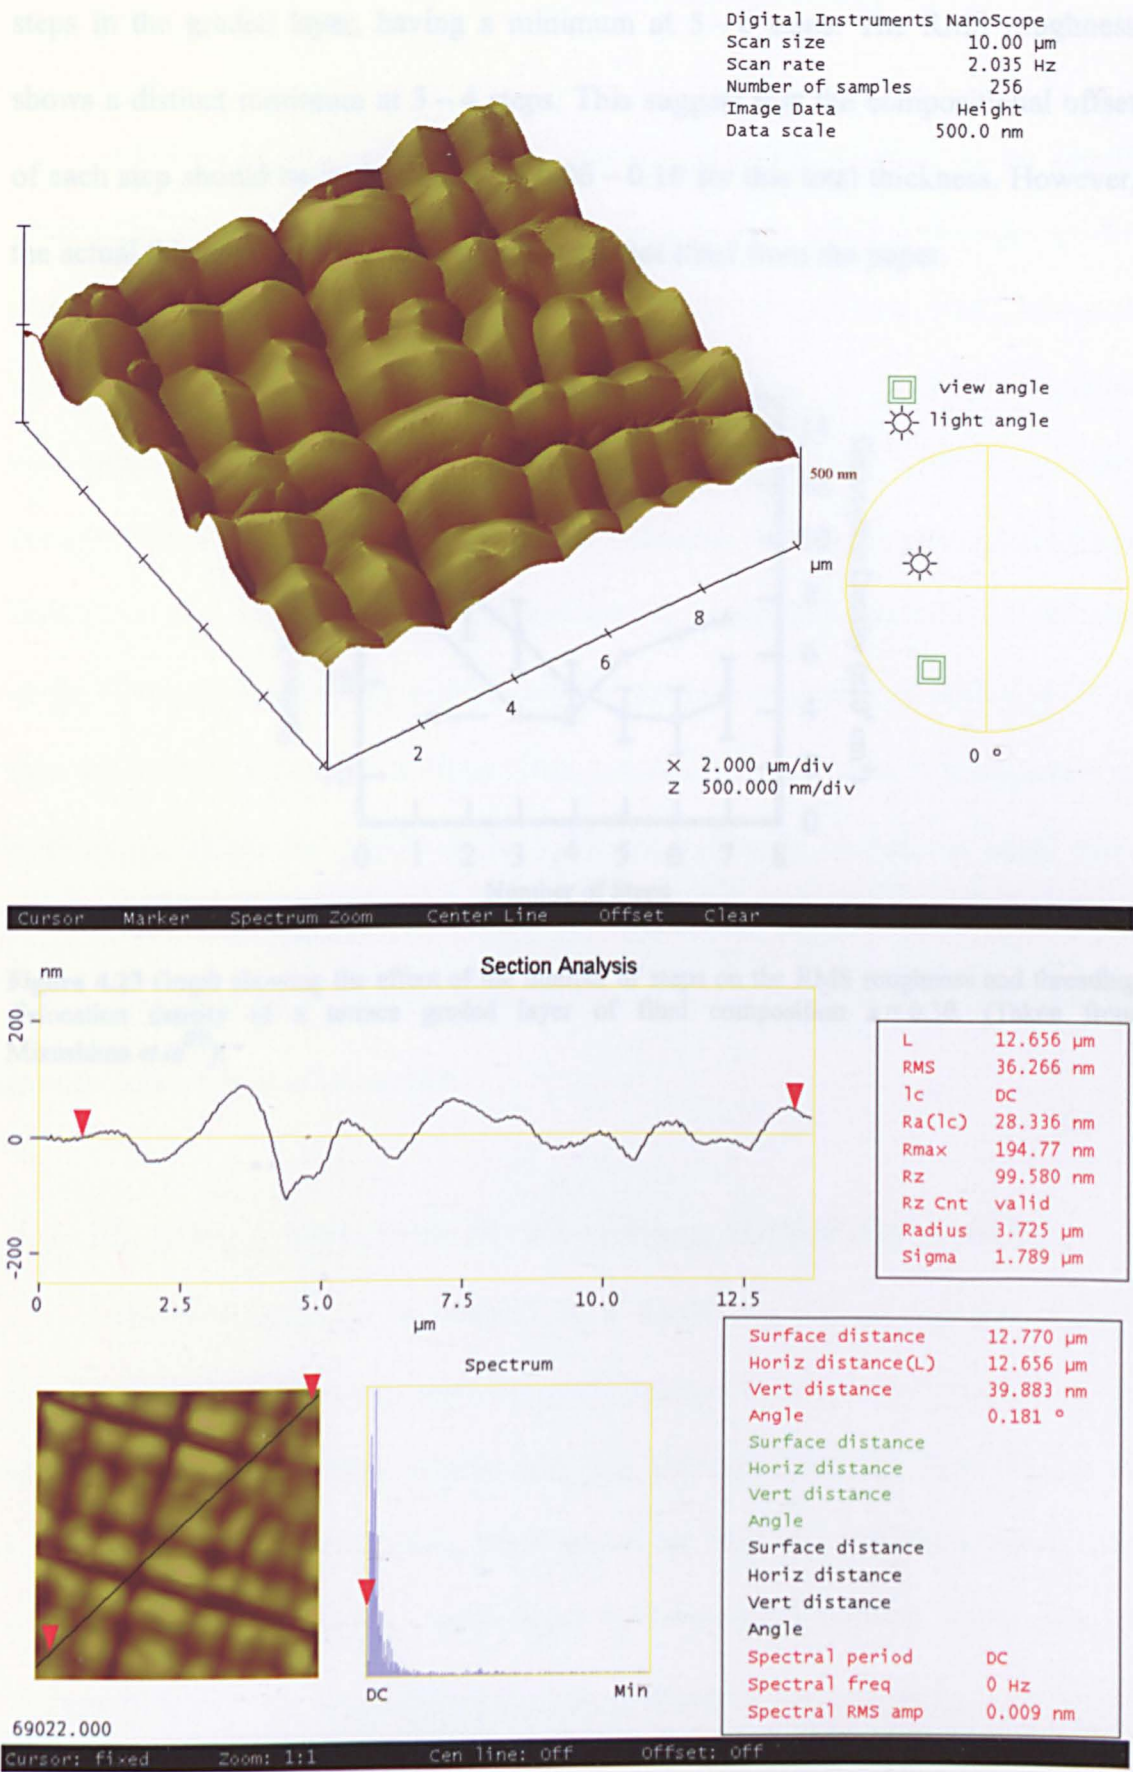 Digital Instruments NanoScope
Scan size 10.00 µm
Scan rate 2.035 Hz
Number of samples 256
Image Data Height
Data scale 500.0 nm
view angle
light angle
500 nm
µm
8
6
4
2
0 °
X 2.000 µm/div
Z 500.000 nm/div
Cursor Marker Spectrum Zoom Center Line Offset Clear
Section Analysis
nm
200
0
-200
0 2.5 5.0 7.5 10.0 12.5
µm
L 12.656 µm
RMS 36.266 nm
lc DC
Ra(lc) 28.336 nm
Rmax 194.77 nm
Rz 99.580 nm
Rz Cnt valid
Radius 3.725 µm
Sigma 1.789 µm
Spectrum
DC Min
Surface distance 12.770 µm
Horiz distance(L) 12.656 µm
Vert distance 39.883 nm
Angle 0.181 °
Surface distance
Horiz distance
Vert distance
Angle
Surface distance
Horiz distance
Vert distance
Angle
Spectral period DC
Spectral freq 0 Hz
Spectral RMS amp 0.009 nm
69022.000
Cursor: fixed Zoom: 1:1 Cen line: Off Offset: Off